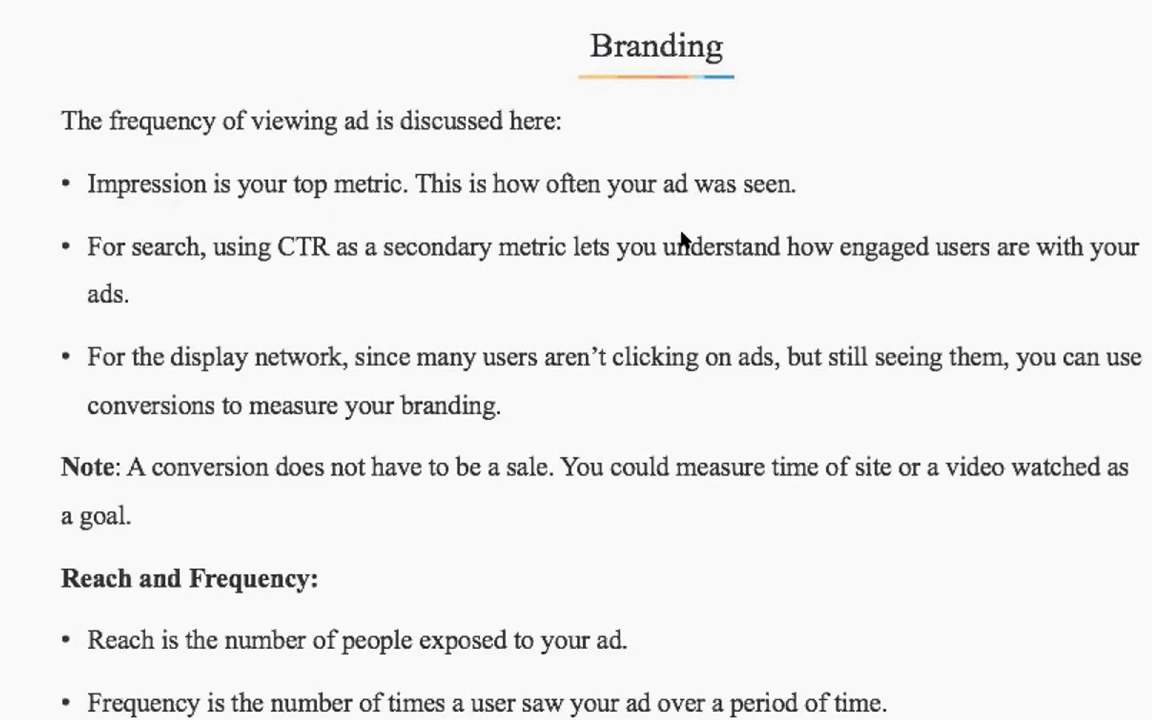 Branding
The frequency of viewing ad is discussed here:
• Impression is your top metric. This is how often your ad was seen.
• For search, using CTR as a secondary metric lets you understand how engaged users are with your
ads.
• For the display network, since many users aren’t clicking on ads, but still seeing them, you can use
conversions to measure your branding.
Note: A conversion does not have to be a sale. You could measure time of site or a video watched as
a goal.
Reach and Frequency:
• Reach is the number of people exposed to your ad.
• Frequency is the number of times a user saw your ad over a period of time.